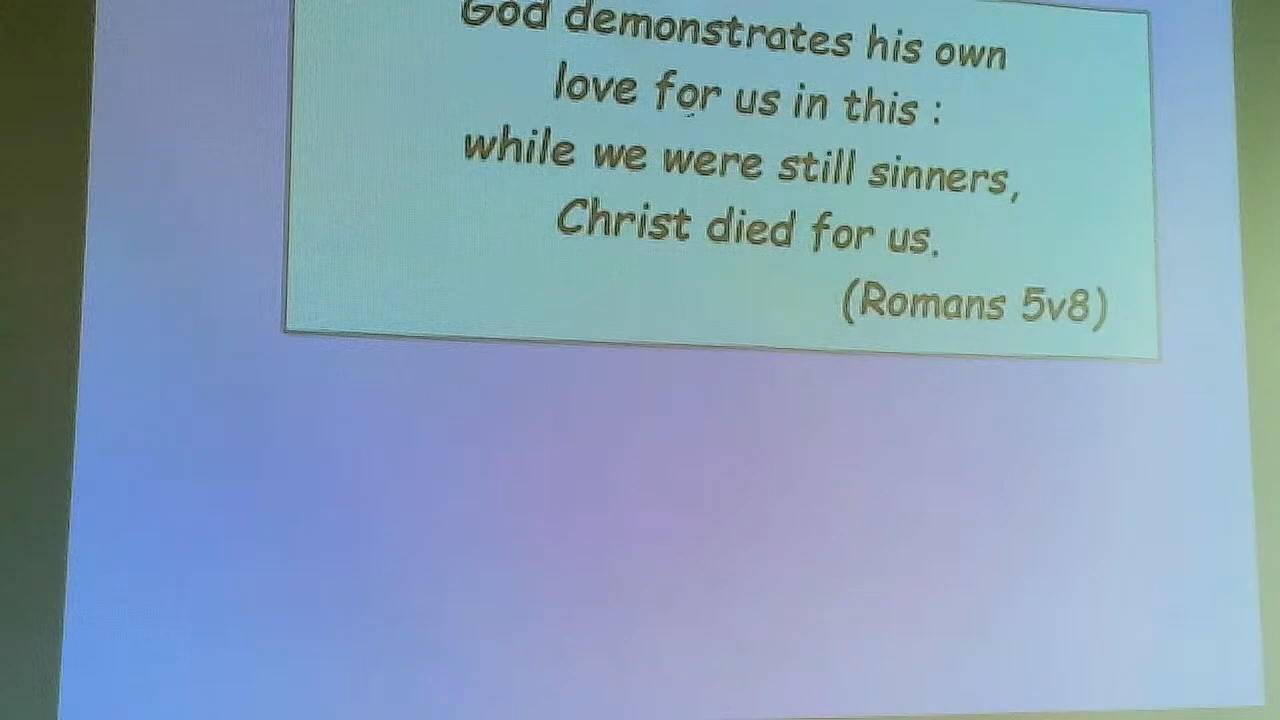 God demonstrates his own
love for us in this :
while we were still sinners,
Christ died for us.
(Romans 5v8)